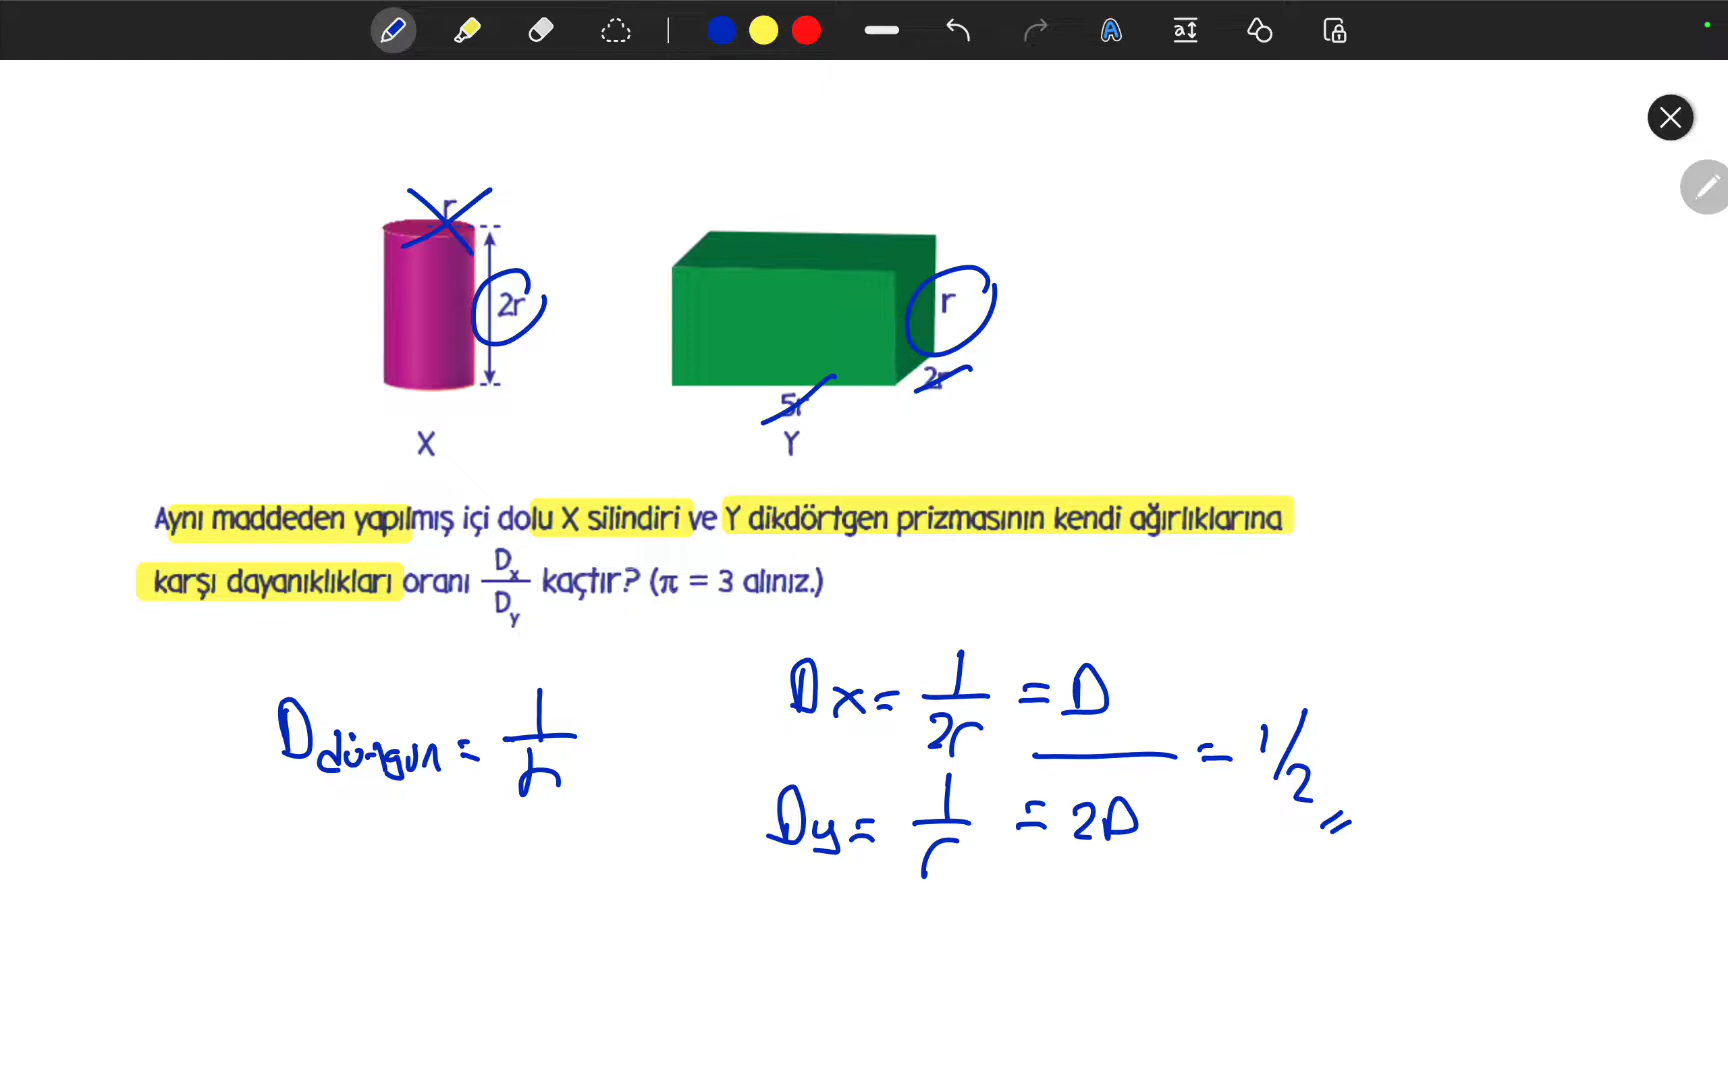 r
2r
r
2r
5r
X
Y
Aynı maddeden yapılmış içi dolu X silindiri ve Y dikdörtgen prizmasının kendi ağırlıklarına
karşı dayanıklıkları oranı Dx/Dy kaçtır? (π = 3 alınız.)
Ddüzgün = 1/h
Dx = 1/2r = D
= 1/2
Dy = 1/r = 2D